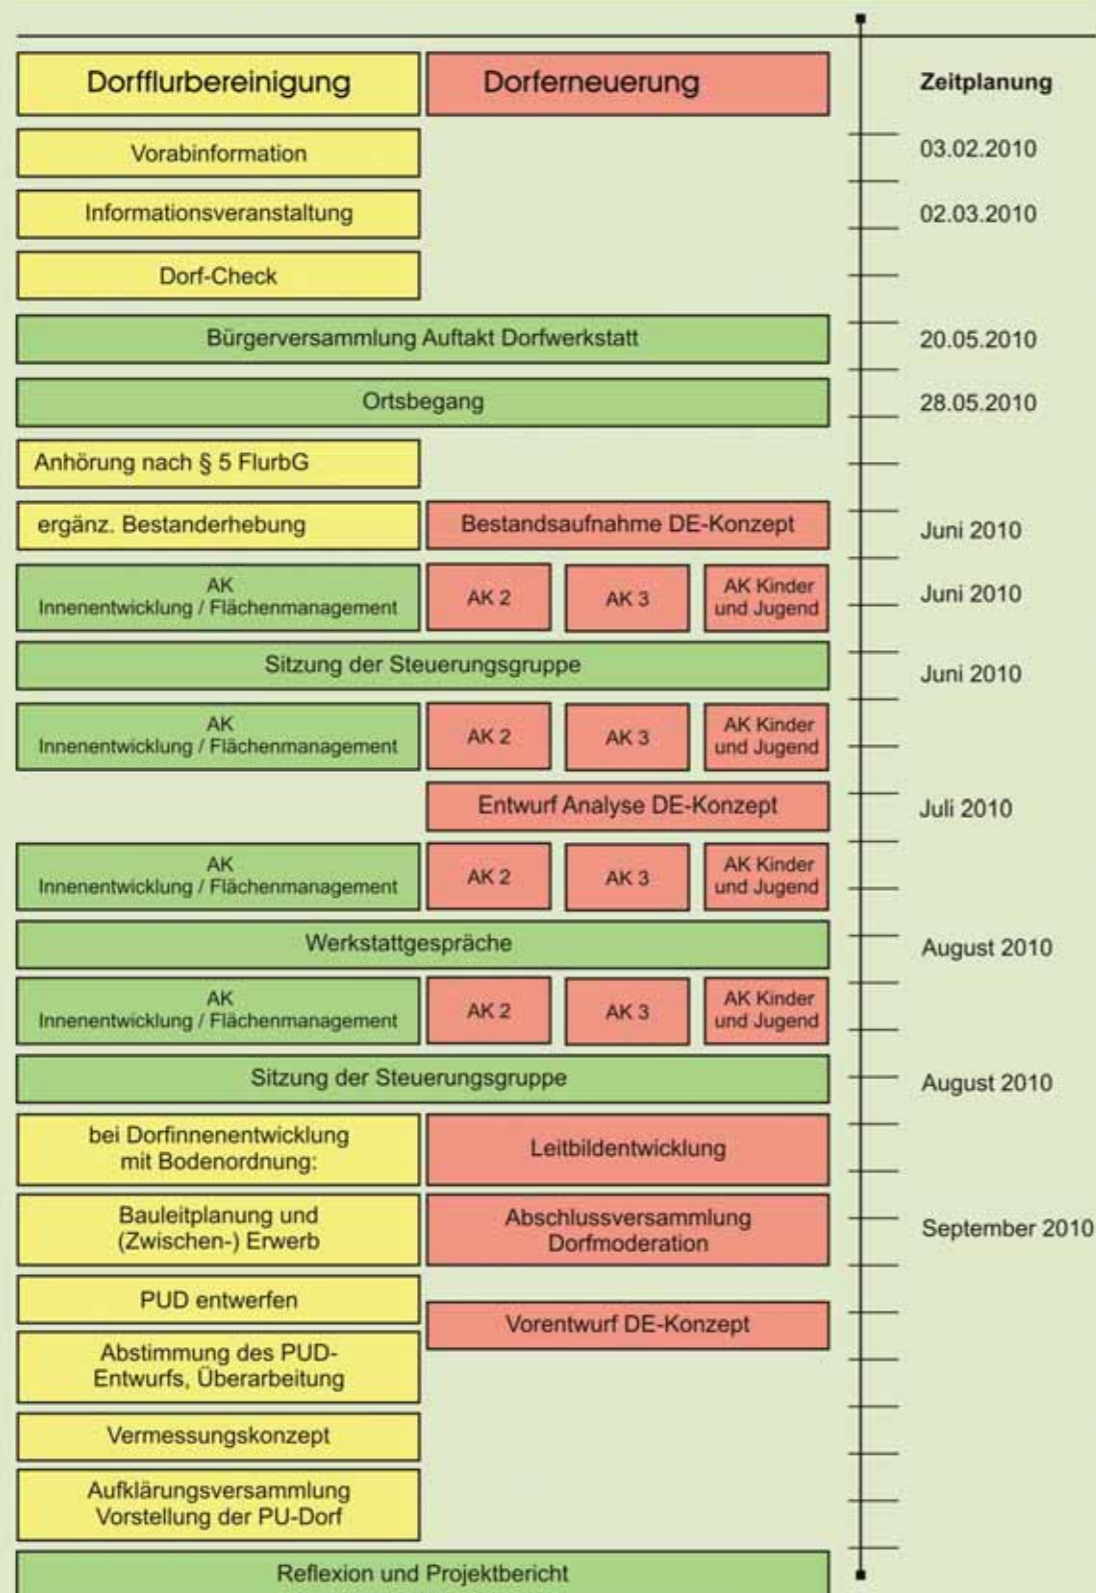 Dorfflurbereinigung
Dorferneuerung
Zeitplanung
Vorabinformation
03.02.2010
Informationsveranstaltung
02.03.2010
Dorf-Check
Bürgerversammlung Auftakt Dorfwerkstatt
20.05.2010
Ortsbegang
28.05.2010
Anhörung nach § 5 FlurbG
ergänz. Bestanderhebung
Bestandsaufnahme DE-Konzept
Juni 2010
AK
Innenentwicklung / Flächenmanagement
AK 2
AK 3
AK Kinder
und Jugend
Juni 2010
Sitzung der Steuerungsgruppe
Juni 2010
AK
Innenentwicklung / Flächenmanagement
AK 2
AK 3
AK Kinder
und Jugend
Entwurf Analyse DE-Konzept
Juli 2010
AK
Innenentwicklung / Flächenmanagement
AK 2
AK 3
AK Kinder
und Jugend
Werkstattgespräche
August 2010
AK
Innenentwicklung / Flächenmanagement
AK 2
AK 3
AK Kinder
und Jugend
Sitzung der Steuerungsgruppe
August 2010
bei Dorfinnenentwicklung
mit Bodenordnung:
Leitbildentwicklung
Bauleitplanung und
(Zwischen-) Erwerb
Abschlussversammlung
Dorfmoderation
September 2010
PUD entwerfen
Vorentwurf DE-Konzept
Abstimmung des PUD-
Entwurfs, Überarbeitung
Vermessungskonzept
Aufklärungsversammlung
Vorstellung der PU-Dorf
Reflexion und Projektbericht